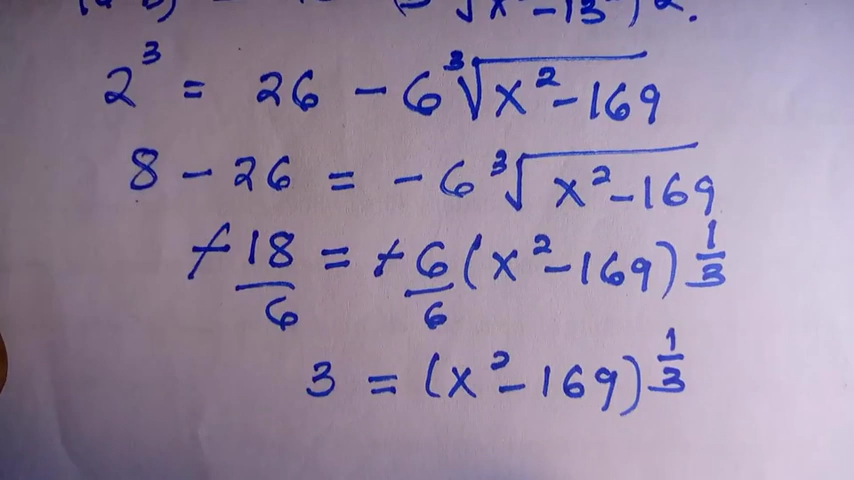 2³ = 26 - 6∛(x² - 169)
8 - 26 = -6∛(x² - 169)
-18/6 = -6/6 (x² - 169)^(1/3)
3 = (x² - 169)^(1/3)